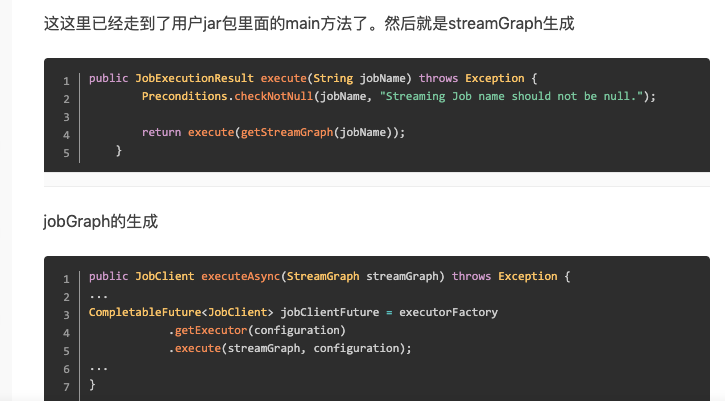 这这里已经走到了用户jar包里面的main方法了。然后就是streamGraph生成
1 public JobExecutionResult execute(String jobName) throws Exception {
2 Preconditions.checkNotNull(jobName, "Streaming Job name should not be null.");
3
4 return execute(getStreamGraph(jobName));
5 }
jobGraph的生成
1 public JobClient executeAsync(StreamGraph streamGraph) throws Exception {
2 ...
3 CompletableFuture<JobClient> jobClientFuture = executorFactory
4 .getExecutor(configuration)
5 .execute(streamGraph, configuration);
6 ...
7 }